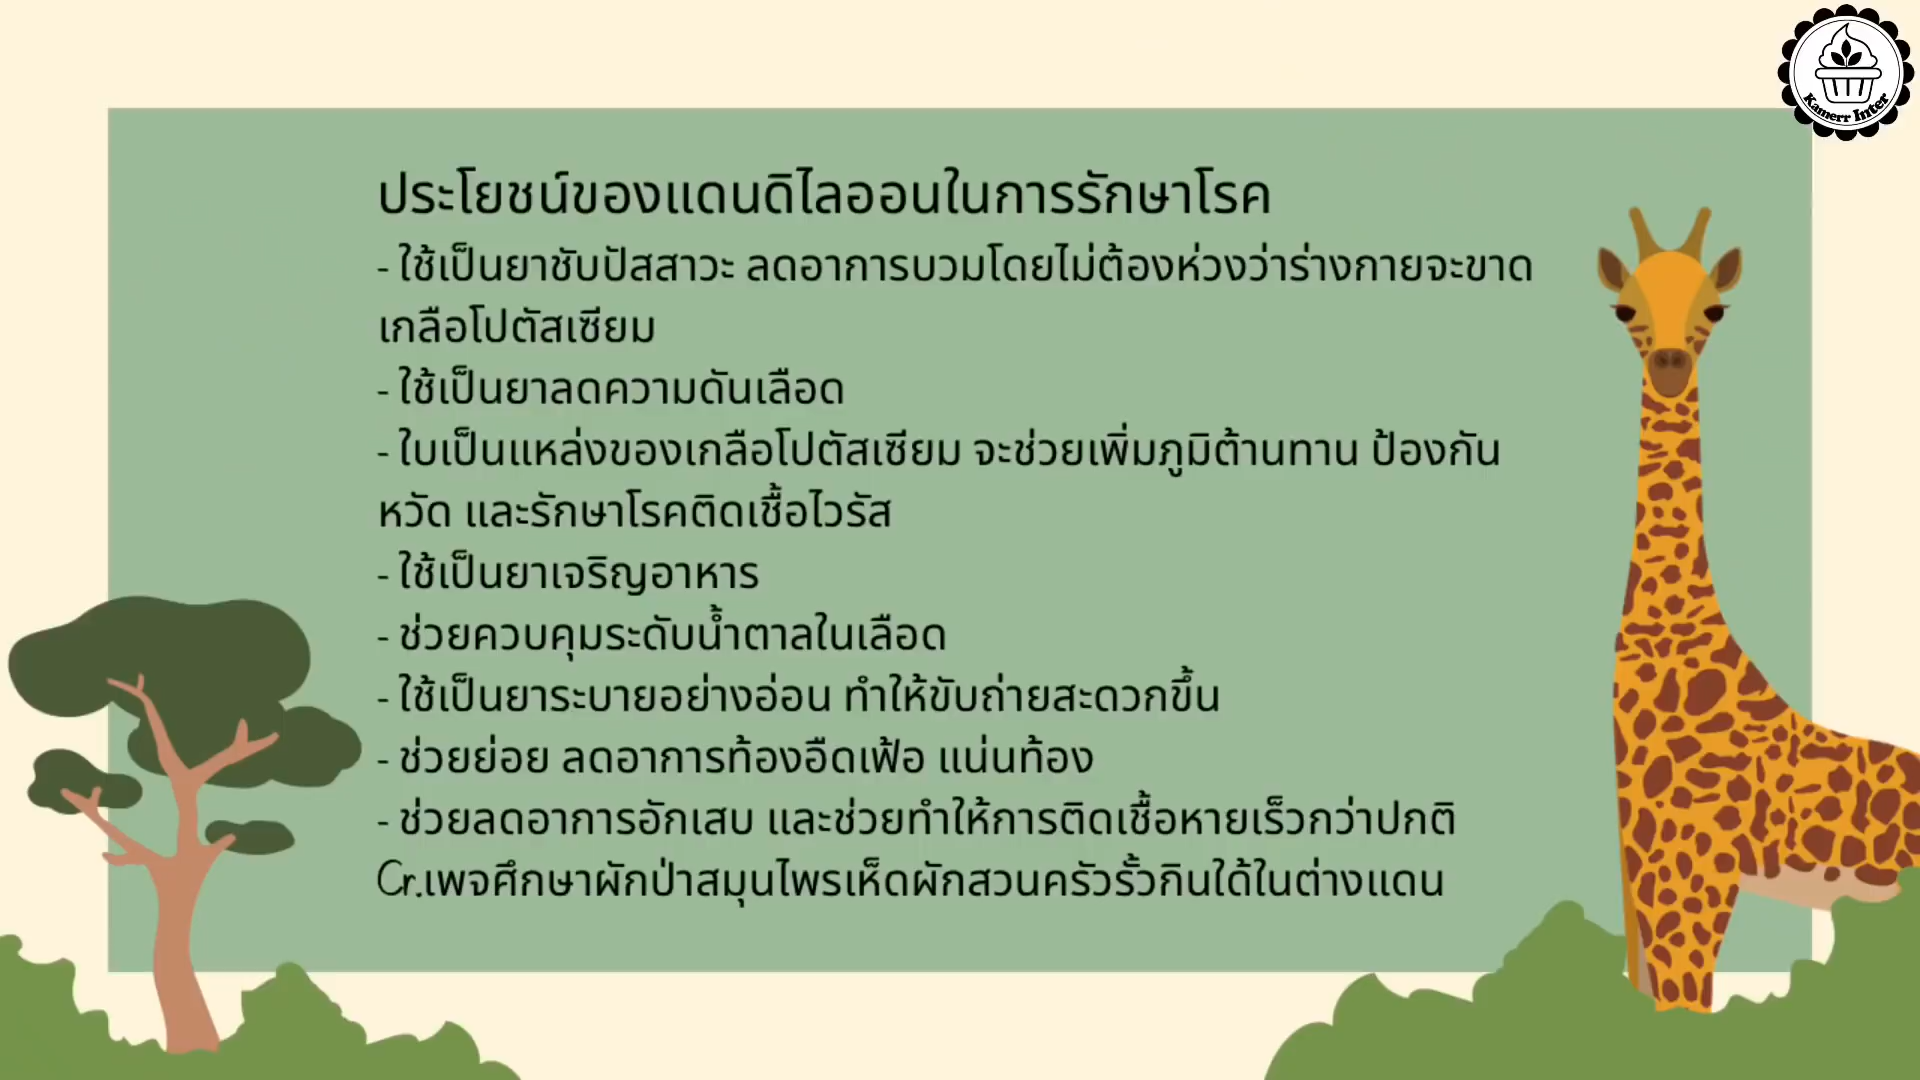 Kamerr Inter
ประโยชน์ของแดนดิไลออนในการรักษาโรค
- ใช้เป็นยาขับปัสสาวะ ลดอาการบวมโดยไม่ต้องห่วงว่าร่างกายจะขาด
เกลือโปตัสเซียม
- ใช้เป็นยาลดความดันเลือด
- ใบเป็นแหล่งของเกลือโปตัสเซียม จะช่วยเพิ่มภูมิต้านทาน ป้องกัน
หวัด และรักษาโรคติดเชื้อไวรัส
- ใช้เป็นยาเจริญอาหาร
- ช่วยควบคุมระดับน้ำตาลในเลือด
- ใช้เป็นยาระบายอย่างอ่อน ทำให้ขับถ่ายสะดวกขึ้น
- ช่วยย่อย ลดอาการท้องอืดเฟ้อ แน่นท้อง
- ช่วยลดอาการอักเสบ และช่วยทำให้การติดเชื้อหายเร็วกว่าปกติ
Cr.เพจศึกษาผักป่าสมุนไพรเห็ดผักสวนครัวรั้วกินใด้ในต่างแดน